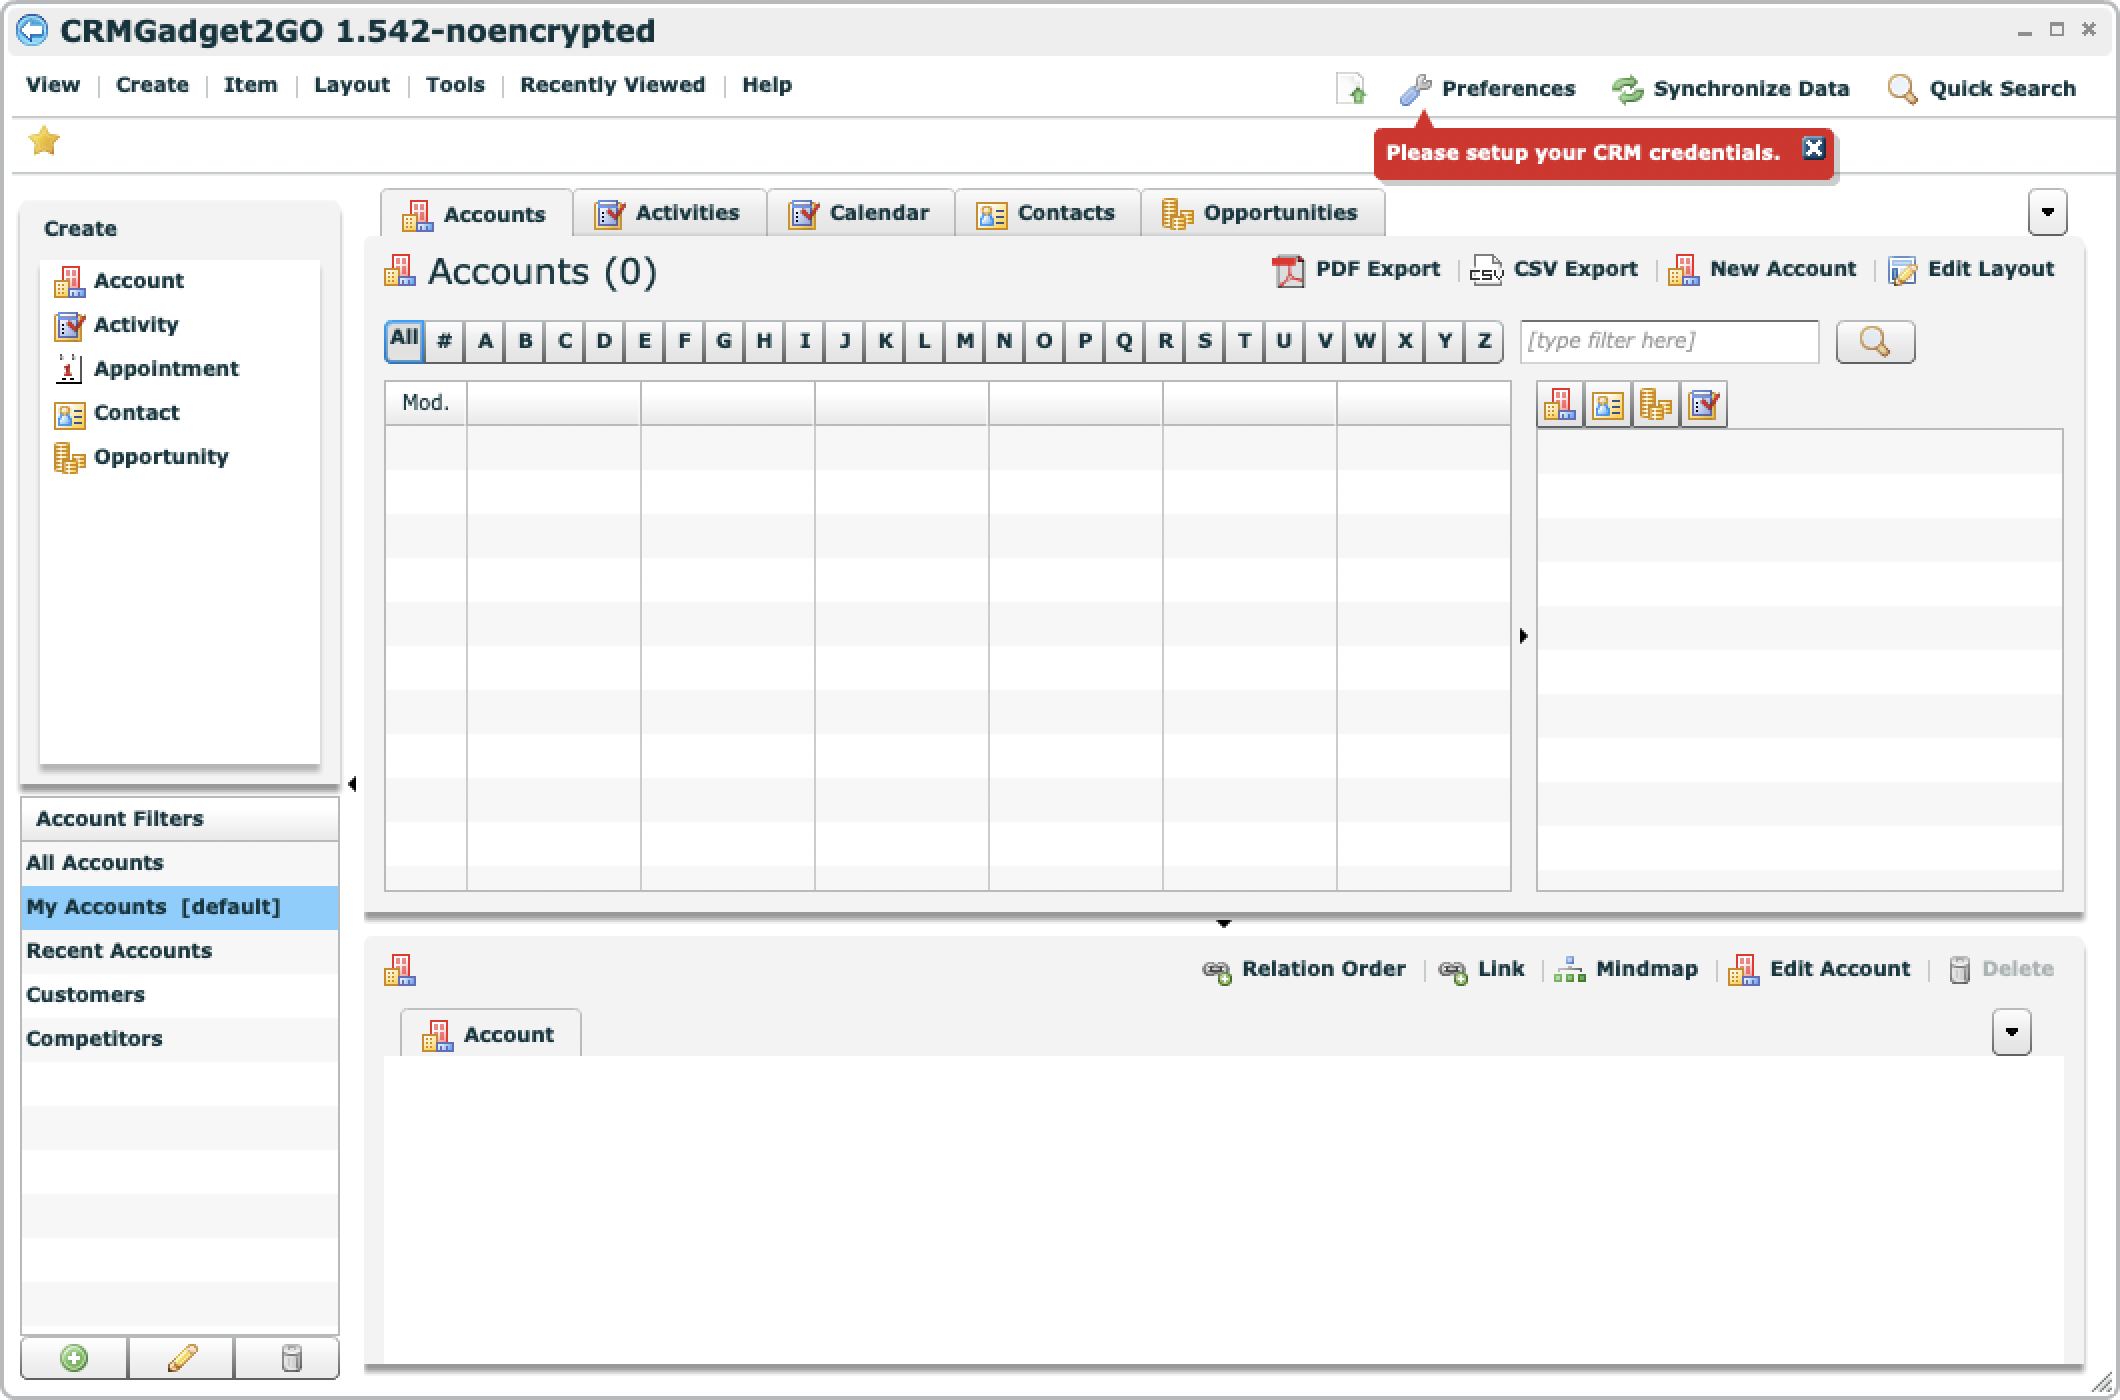 CRMGadget2GO 1.542-noencrypted
View Create Item Layout Tools Recently Viewed Help Preferences Synchronize Data Quick Search
Please setup your CRM credentials.
Create
Account
Activity
1 Appointment
Contact
Opportunity
Account Filters
All Accounts
My Accounts [default]
Recent Accounts
Customers
Competitors
Accounts Activities Calendar Contacts Opportunities
Accounts (0) PDF Export CSV CSV Export New Account Edit Layout
All # A B C D E F G H I J K L M N O P Q R S T U V W X Y Z [type filter here]
Mod.
Relation Order Link Mindmap Edit Account Delete
Account